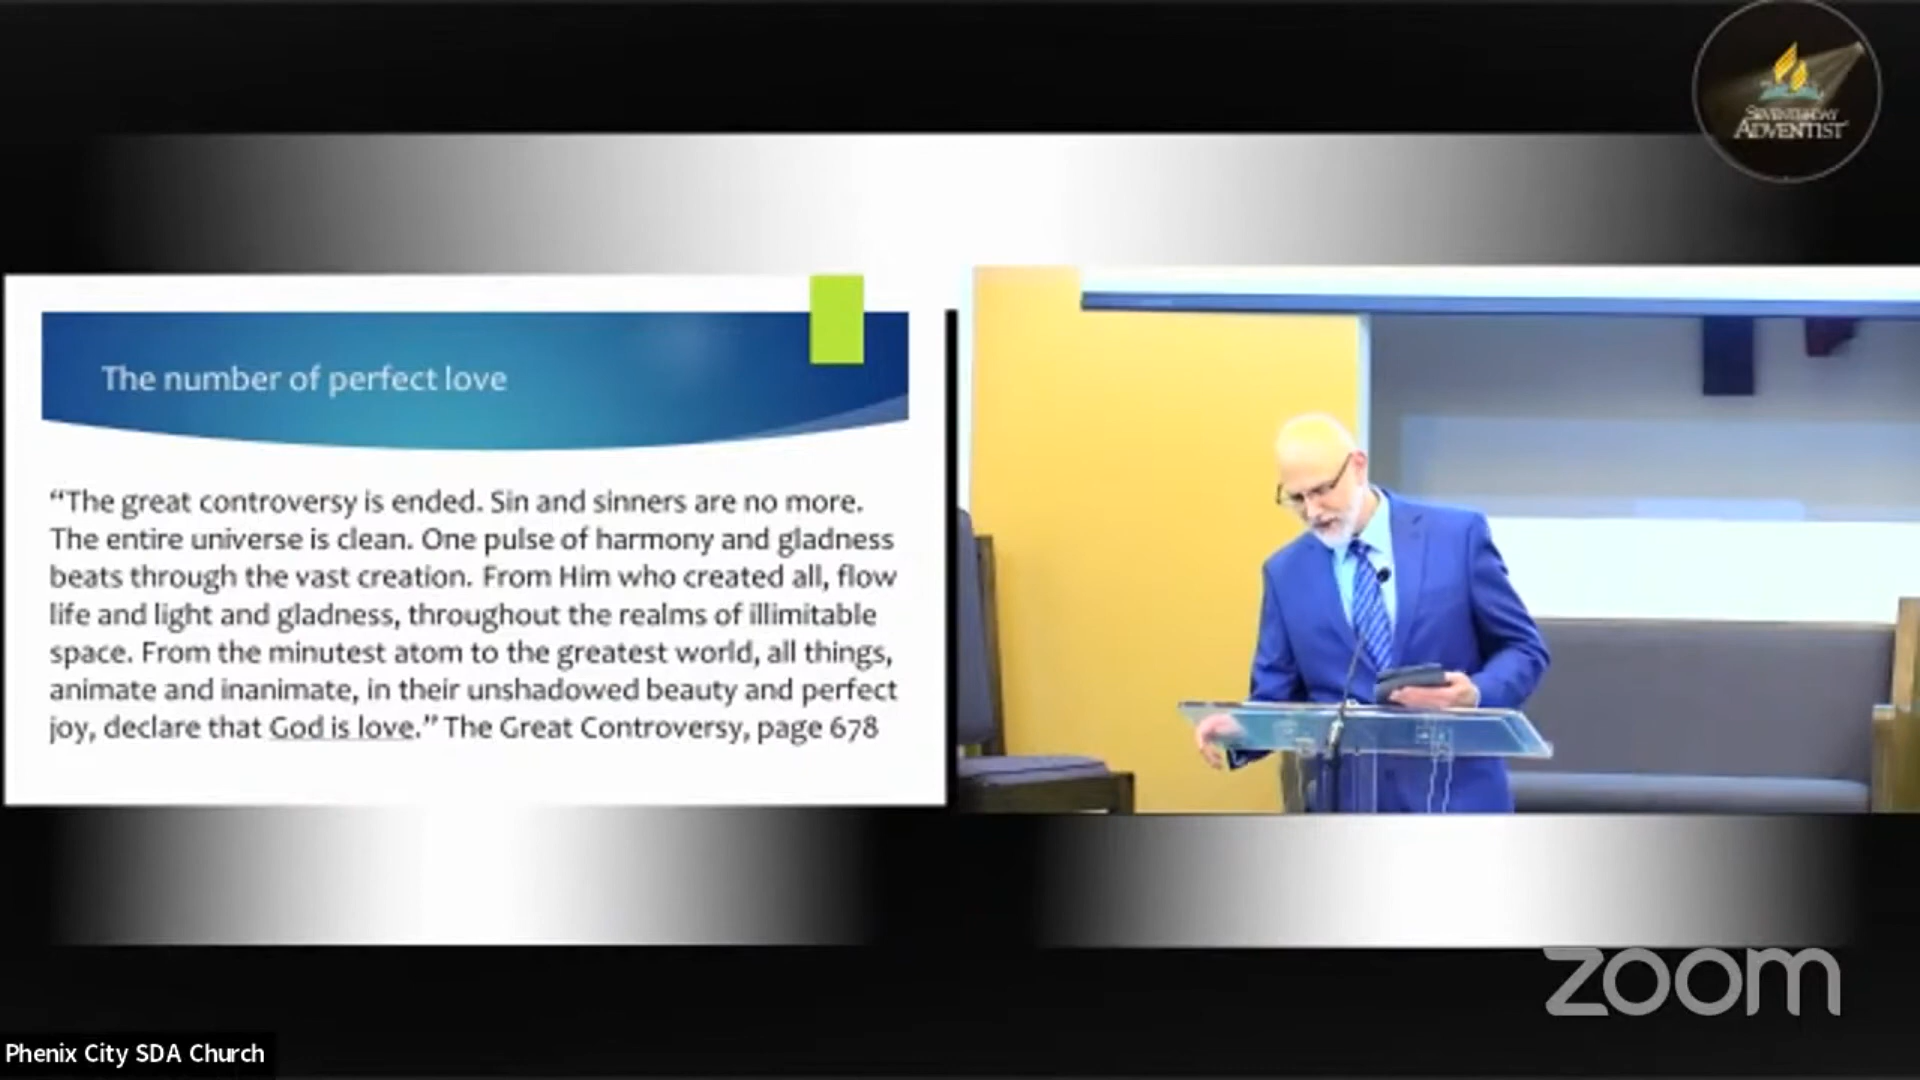 SEVENTH-DAY
ADVENTIST
The number of perfect love
“The great controversy is ended. Sin and sinners are no more.
The entire universe is clean. One pulse of harmony and gladness
beats through the vast creation. From Him who created all, flow
life and light and gladness, throughout the realms of illimitable
space. From the minutest atom to the greatest world, all things,
animate and inanimate, in their unshadowed beauty and perfect
joy, declare that God is love.” The Great Controversy, page 678
zoom
Phenix City SDA Church